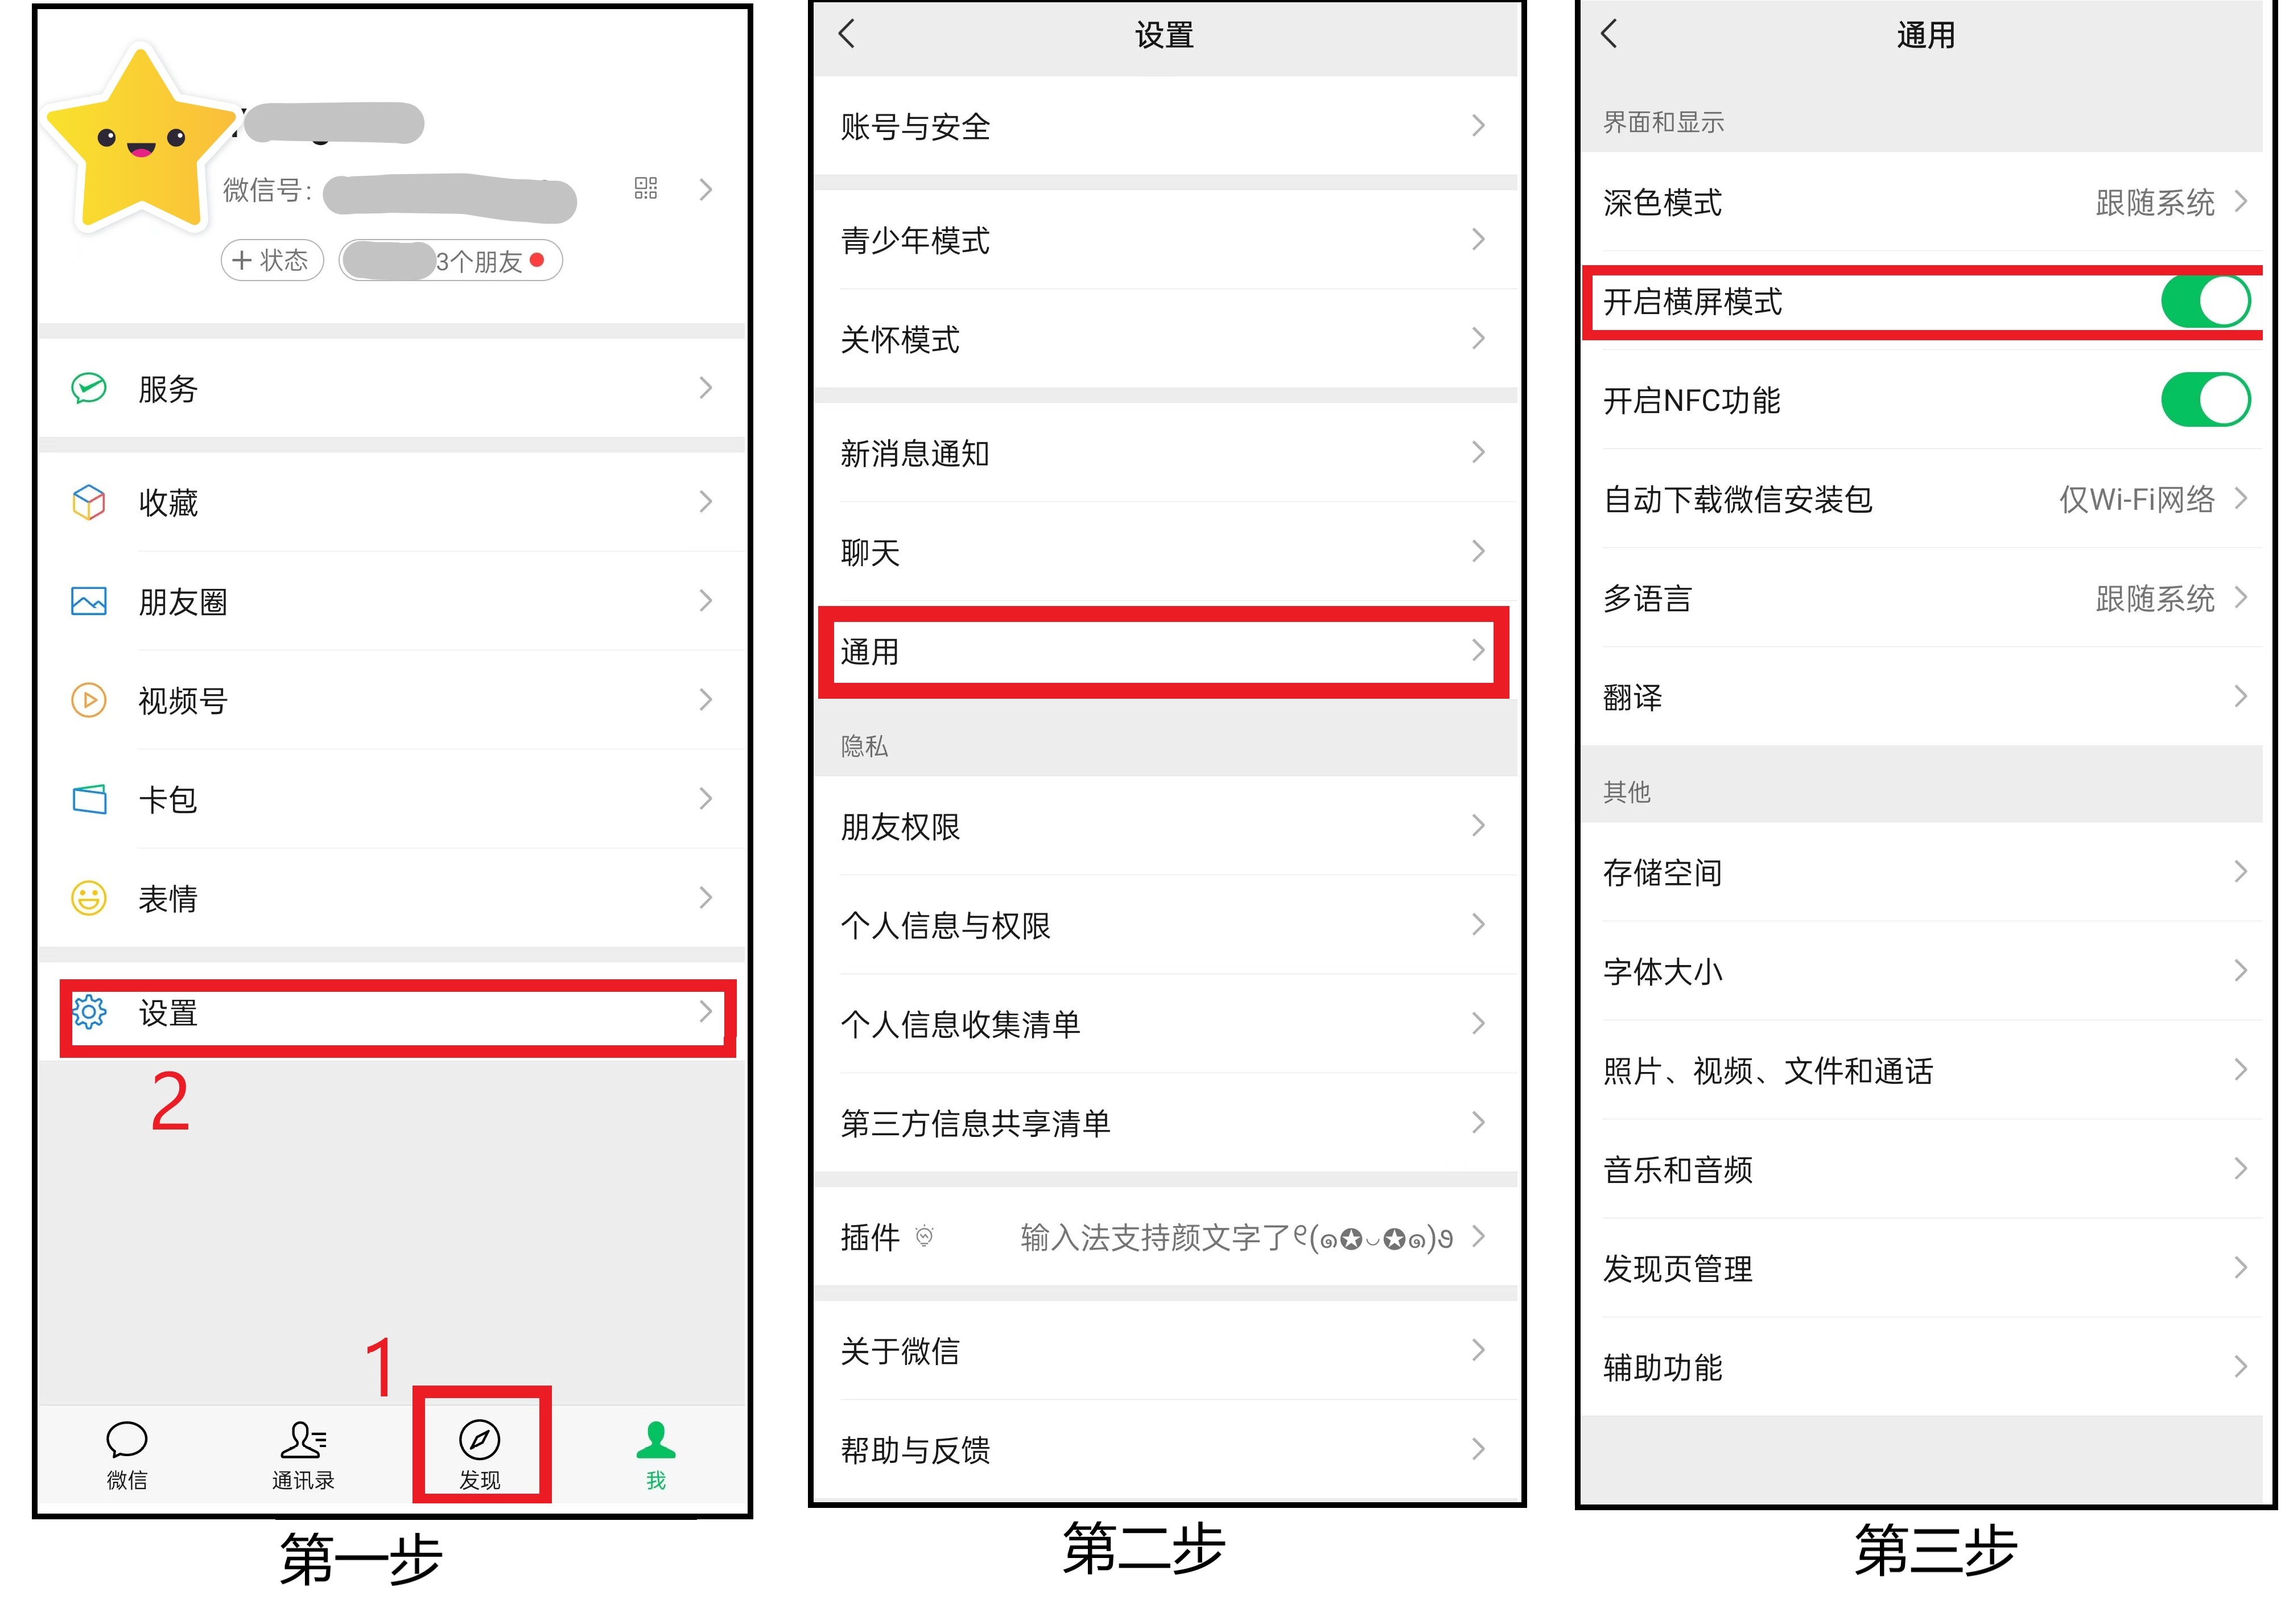 微信号:
状态
3个朋友
服务
收藏
朋友圈
视频号
卡包
表情
设置
2
1
微信
通讯录
发现
我
第一步
设置
账号与安全
青少年模式
关怀模式
新消息通知
聊天
通用
隐私
朋友权限
个人信息与权限
个人信息收集清单
第三方信息共享清单
插件 输入法支持颜文字了୧(๑✪◡✪๑)୨
关于微信
帮助与反馈
第二步
通用
界面和显示
深色模式 跟随系统
开启横屏模式
开启NFC功能
自动下载微信安装包 仅Wi-Fi网络
多语言 跟随系统
翻译
其他
存储空间
字体大小
照片、视频、文件和通话
音乐和音频
发现页管理
辅助功能
第三步